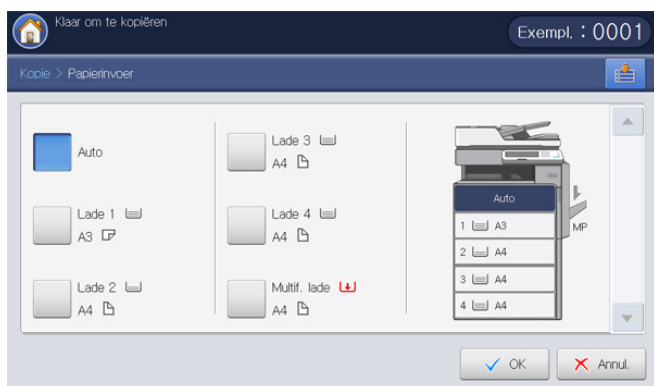 Klaar om te kopiëren
Exempl. : 0001
Kopie > Papierinvoer
Auto
Lade 1
A3
Lade 2
A4
Lade 3
A4
Lade 4
A4
Multif. lade
A4
Auto
1 A3
2 A4
3 A4
4 A4
MP
OK
Annul.